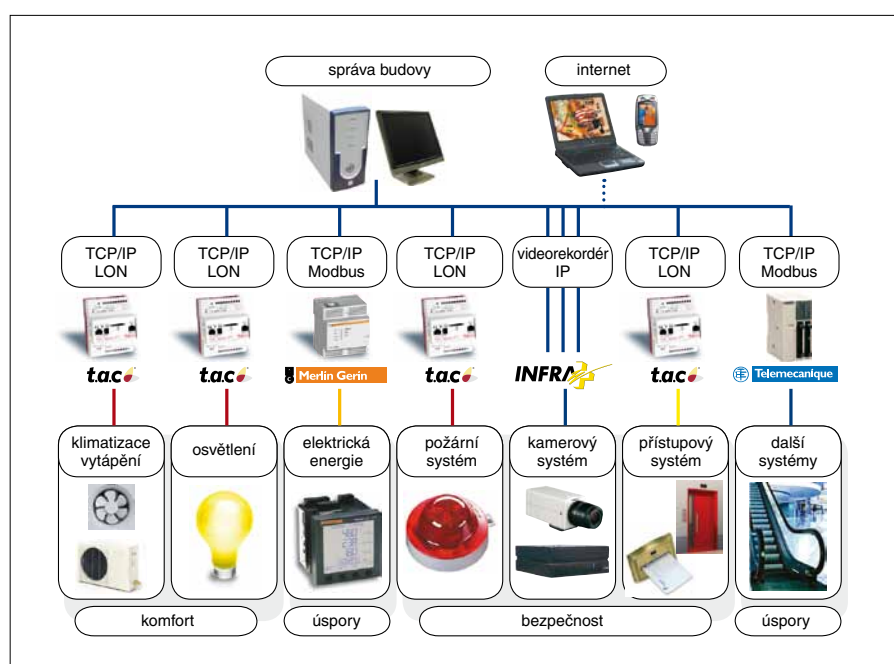 správa budovy
internet
TCP/IP
LON
TCP/IP
LON
TCP/IP
Modbus
TCP/IP
LON
videorekordér
IP
TCP/IP
LON
TCP/IP
Modbus
t.a.c
t.a.c
Merlin Gerin
t.a.c
INFRA
t.a.c
Telemecanique
klimatizace
vytápění
osvětlení
elektrická
energie
požární
systém
kamerový
systém
přístupový
systém
další
systémy
komfort
úspory
bezpečnost
úspory